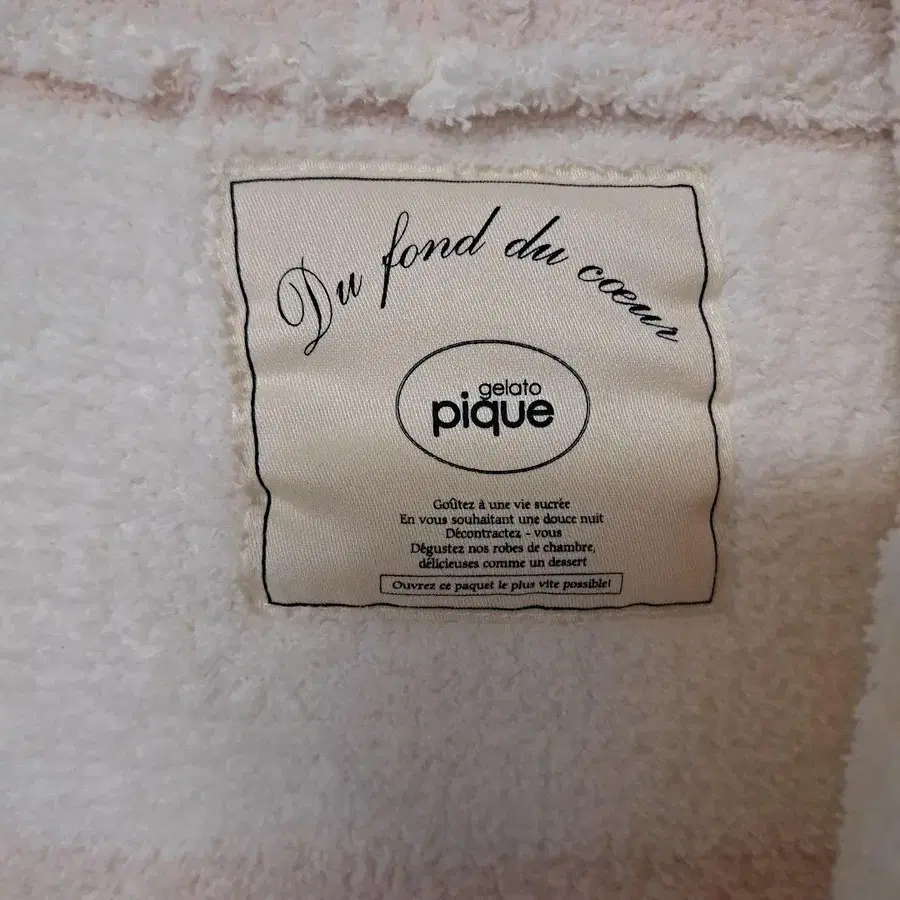 Du fond du cœur
gelato
pique
Goûtez à une vie sucrée
En vous souhaitant une douce nuit
Décontractez - vous
Dégustez nos robes de chambre,
délicieuses comme un dessert
Ouvrez ce paquet le plus vite possible!